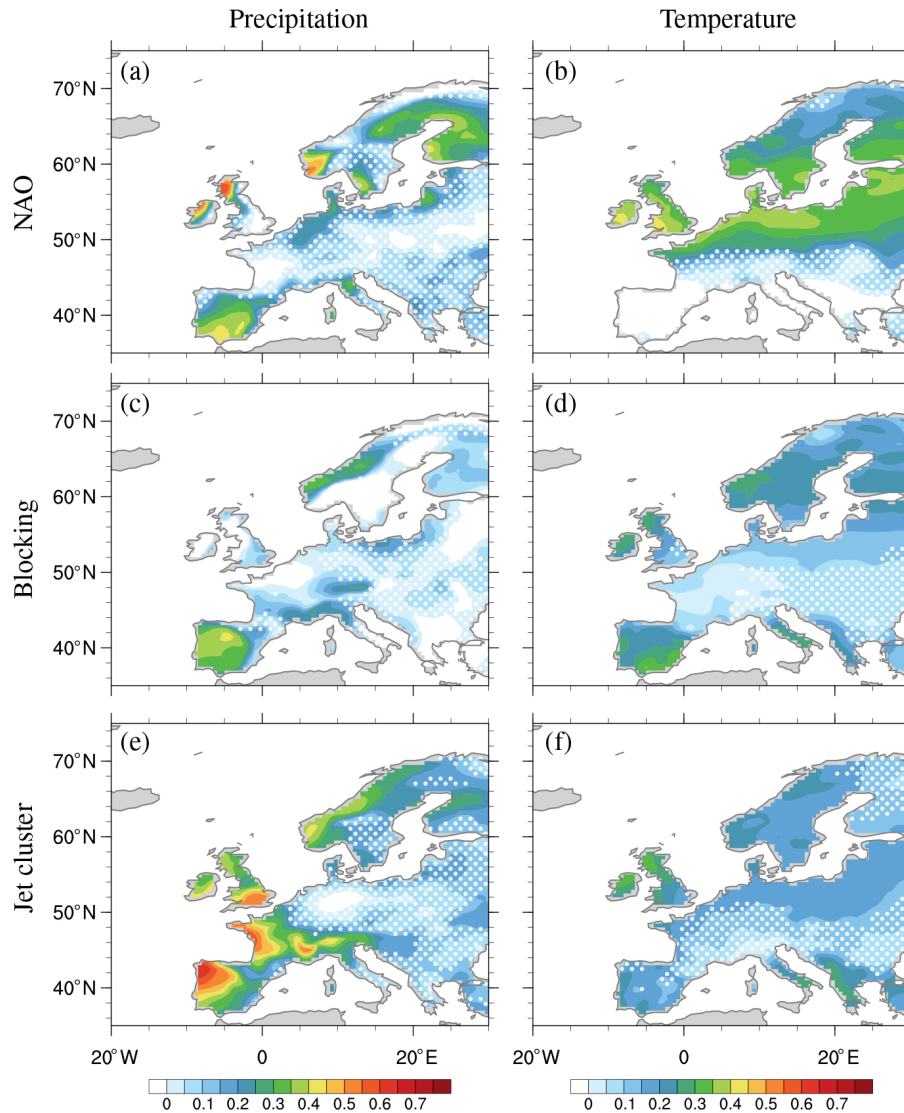 Precipitation Temperature
(a) (b)
NAO
70°N
60°N
50°N
40°N
(c) (d)
Blocking
70°N
60°N
50°N
40°N
(e) (f)
Jet cluster
70°N
60°N
50°N
40°N
20°W 0 20°E 0 20°E
0 0.1 0.2 0.3 0.4 0.5 0.6 0.7 0 0.1 0.2 0.3 0.4 0.5 0.6 0.7